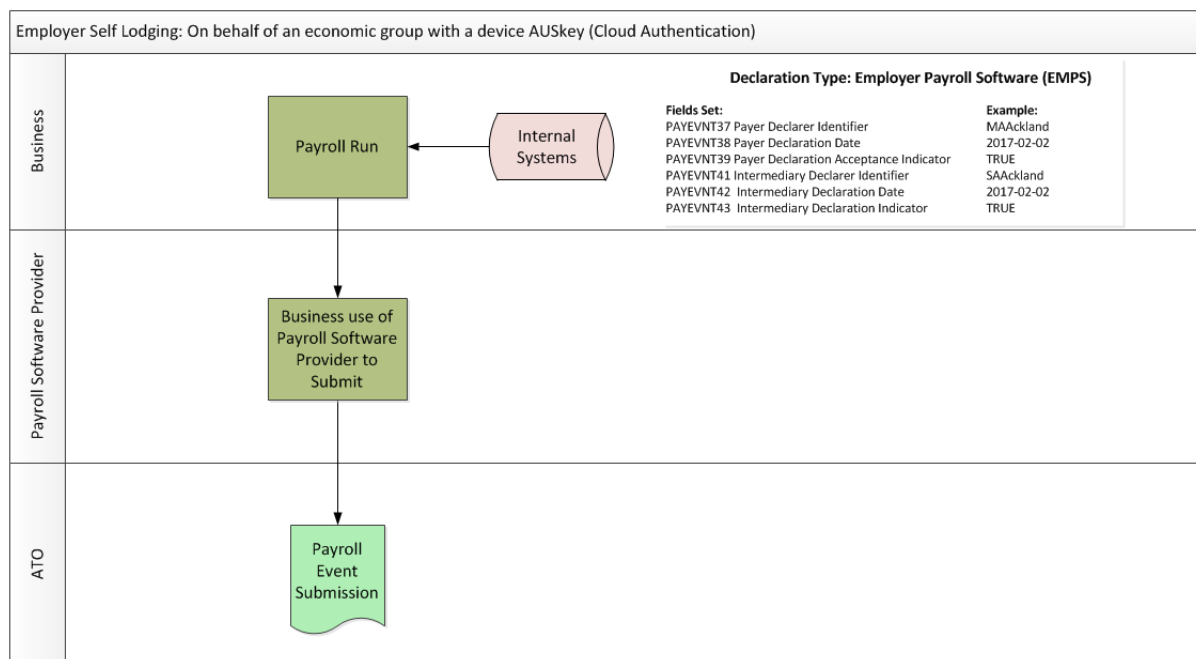 Employer Self Lodging: On behalf of an economic group with a device AUSkey (Cloud Authentication)
Business
Payroll Run
Internal
Systems
Declaration Type: Employer Payroll Software (EMPS)
Fields Set: Example:
PAYEVNT37 Payer Declarer Identifier MAAckland
PAYEVNT38 Payer Declaration Date 2017-02-02
PAYEVNT39 Payer Declaration Acceptance Indicator TRUE
PAYEVNT41 Intermediary Declarer Identifier SAAckland
PAYEVNT42 Intermediary Declaration Date 2017-02-02
PAYEVNT43 Intermediary Declaration Indicator TRUE
Payroll Software Provider
Business use of
Payroll Software
Provider to
Submit
ATO
Payroll
Event
Submission